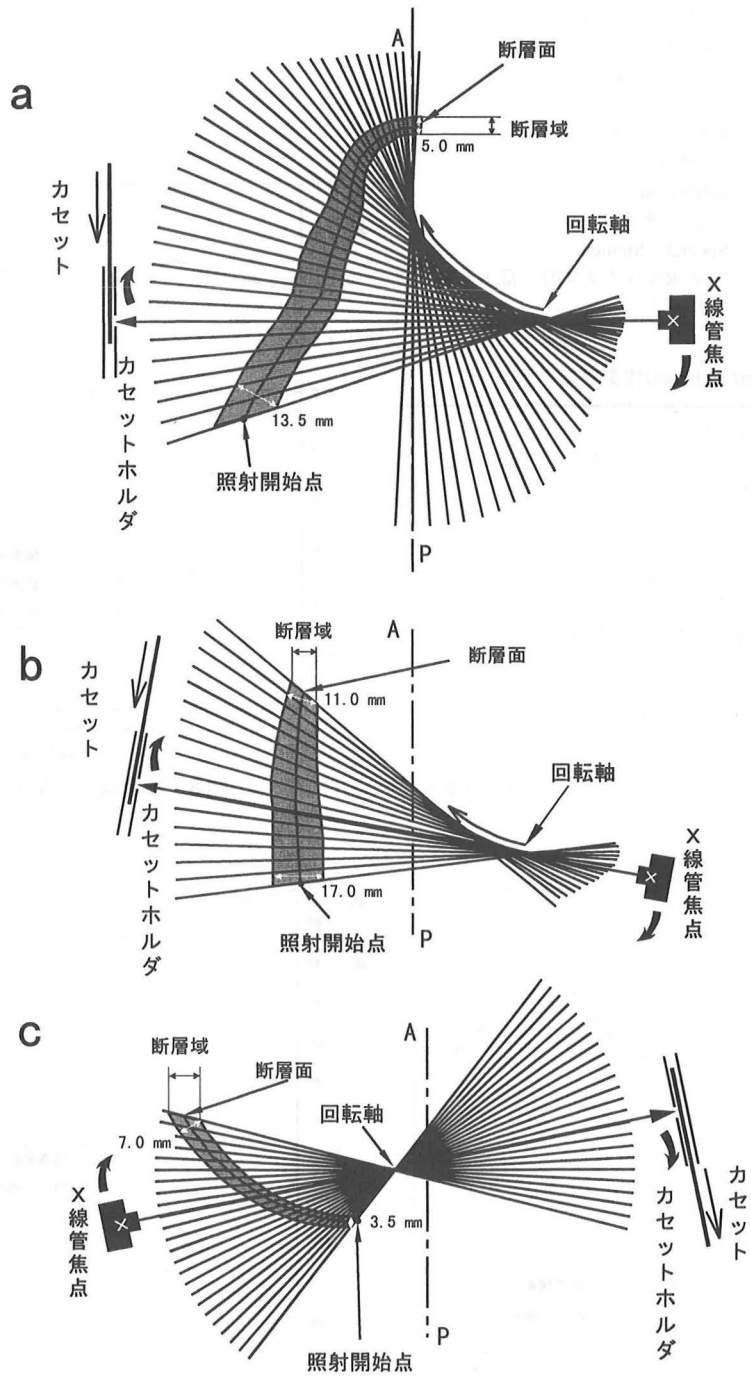 a
A
断層面
断層域
5.0 mm
カセット
回転軸
X線管焦点
カセットホルダ
13.5 mm
照射開始点
P
b
A
断層域
断層面
11.0 mm
カセット
回転軸
X線管焦点
カセットホルダ
17.0 mm
照射開始点
P
c
A
断層域
断層面
回転軸
7.0 mm
X線管焦点
3.5 mm
カセット
カセットホルダ
P
照射開始点